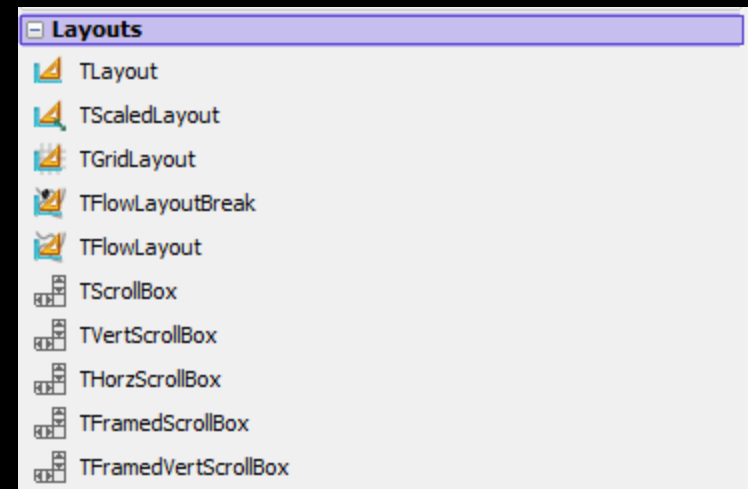 Layouts
TLayout
TScaledLayout
TGridLayout
TFlowLayoutBreak
TFlowLayout
TScrollBox
TVertScrollBox
THorzScrollBox
TFramedScrollBox
TFramedVertScrollBox